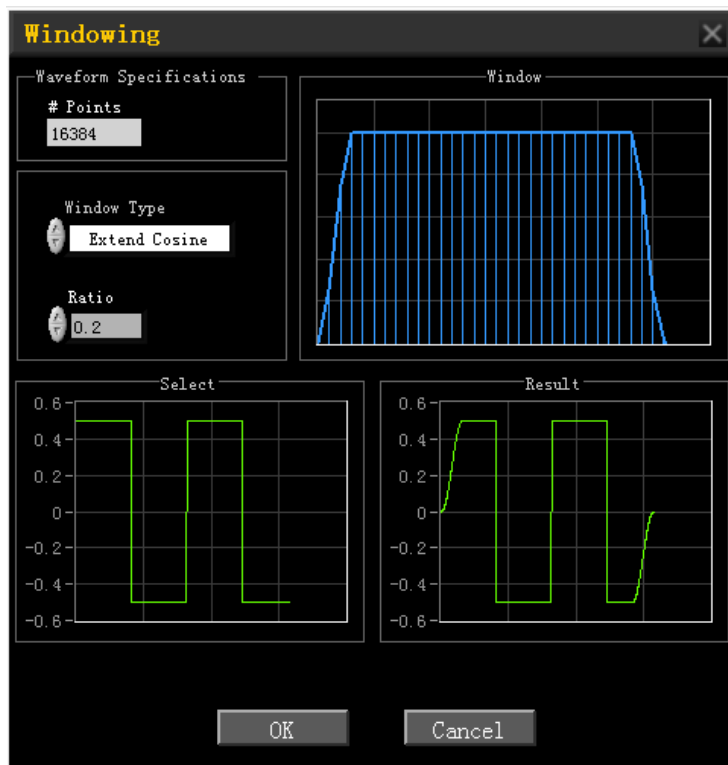 Windowing
Waveform Specifications
# Points
16384
Window Type
Extend Cosine
Ratio
0.2
Window
Select
0.6
0.4
0.2
0
-0.2
-0.4
-0.6
Result
0.6
0.4
0.2
0
-0.2
-0.4
-0.6
OK
Cancel